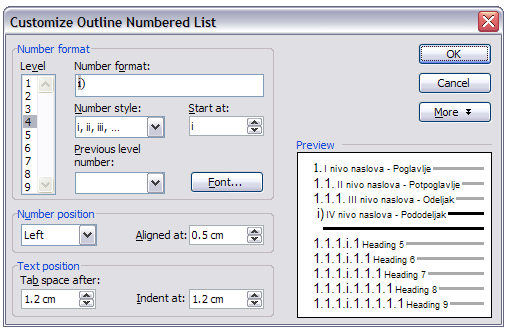 Customize Outline Numbered List
Number format
Level
Number format:
1
2
3
4
5
6
7
8
9
i)
Number style:
Start at:
i, ii, iii, ...
i
Previous level
number:
Font...
Number position
Left
Aligned at:
0.5 cm
Text position
Tab space after:
1.2 cm
Indent at:
1.2 cm
OK
Cancel
More
Preview
1. I nivo naslova - Poglavlje
1.1. II nivo naslova - Potpoglavlje
1.1.1. III nivo naslova - Odeljak
i) IV nivo naslova - Pododeljak
1.1.1.i.1 Heading 5
1.1.1.i.1.1 Heading 6
1.1.1.i.1.1.1 Heading 7
1.1.1.i.1.1.1.1 Heading 8
1.1.1.i.1.1.1.1.1 Heading 9